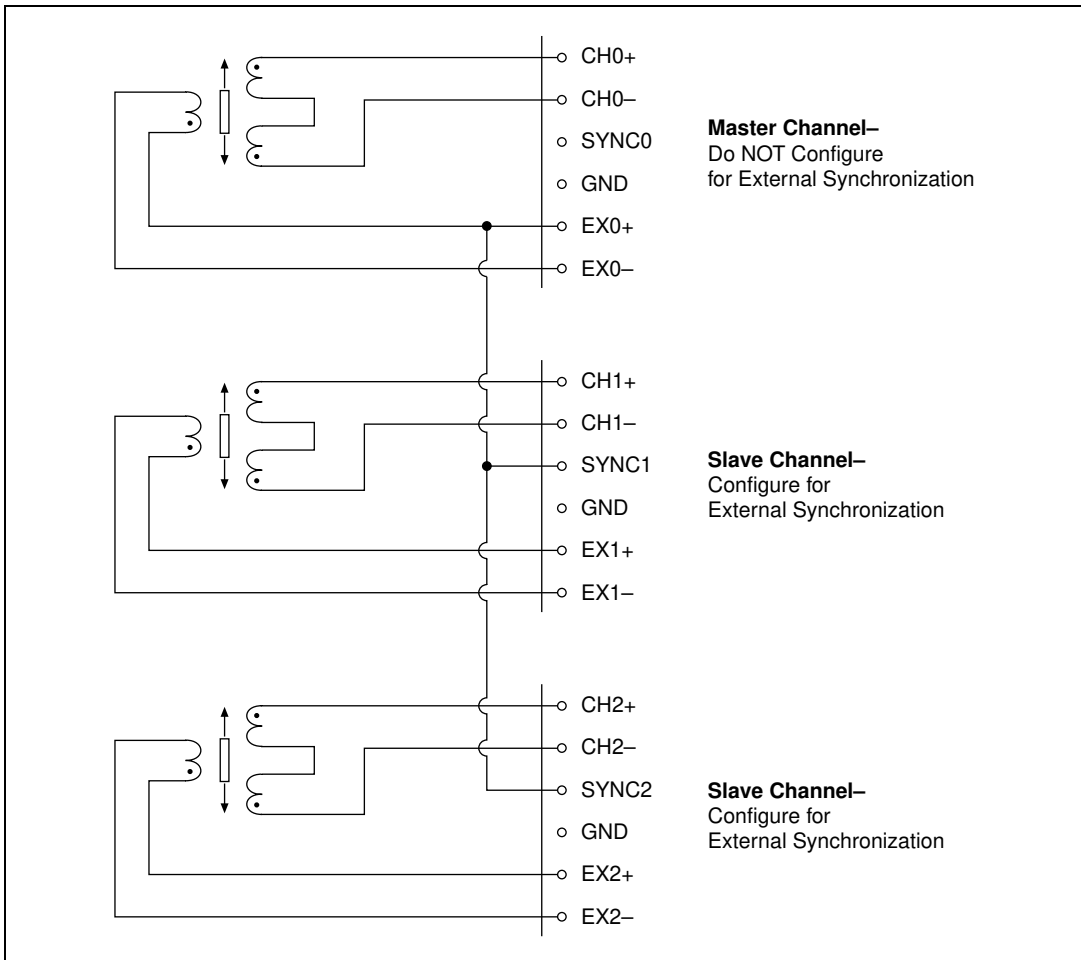 CH0+
CH0–
SYNC0
GND
EX0+
EX0–
Master Channel–
Do NOT Configure
for External Synchronization
CH1+
CH1–
SYNC1
GND
EX1+
EX1–
Slave Channel–
Configure for
External Synchronization
CH2+
CH2–
SYNC2
GND
EX2+
EX2–
Slave Channel–
Configure for
External Synchronization